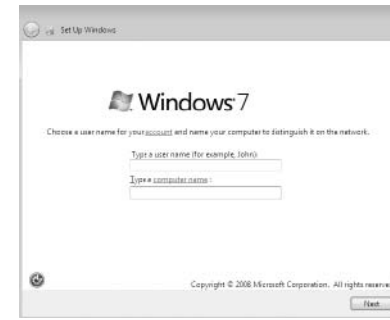 Set Up Windows
Windows 7
Choose a user name for your account and name your computer to distinguish it on the network.
Type a user name (for example, John):
Type a computer name :
Copyright © 2008 Microsoft Corporation. All rights reserve
Next